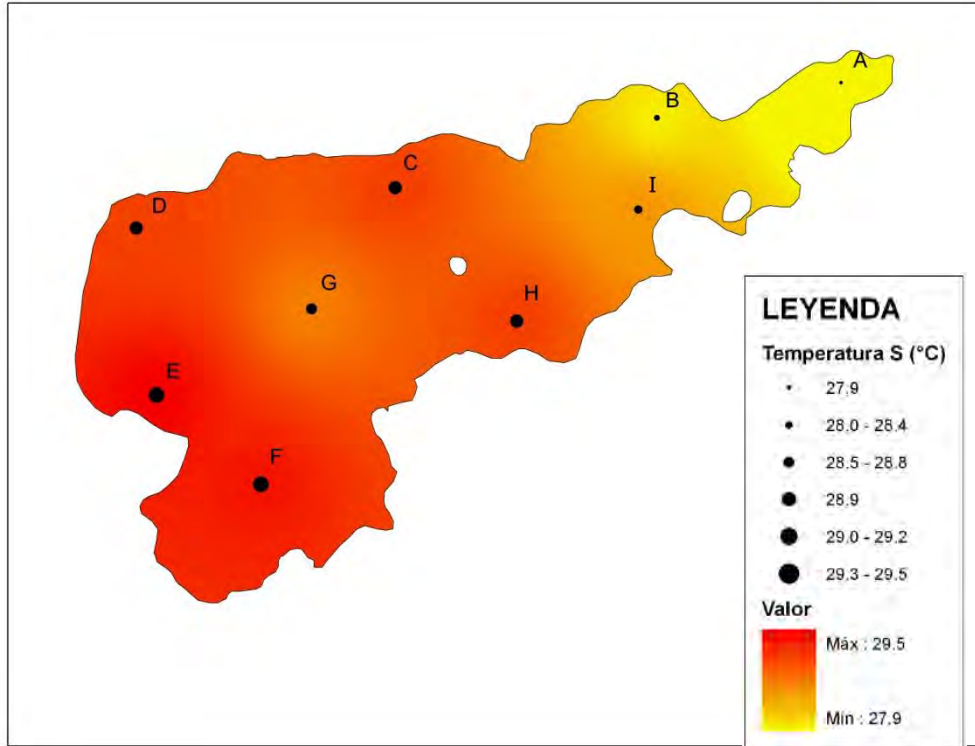 A
B
C
I
D
G
H
E
F
LEYENDA
Temperatura S (°C)
27.9
28.0 - 28.4
28.5 - 28.8
28.9
29.0 - 29.2
29.3 - 29.5
Valor
Máx : 29.5
Mín : 27.9